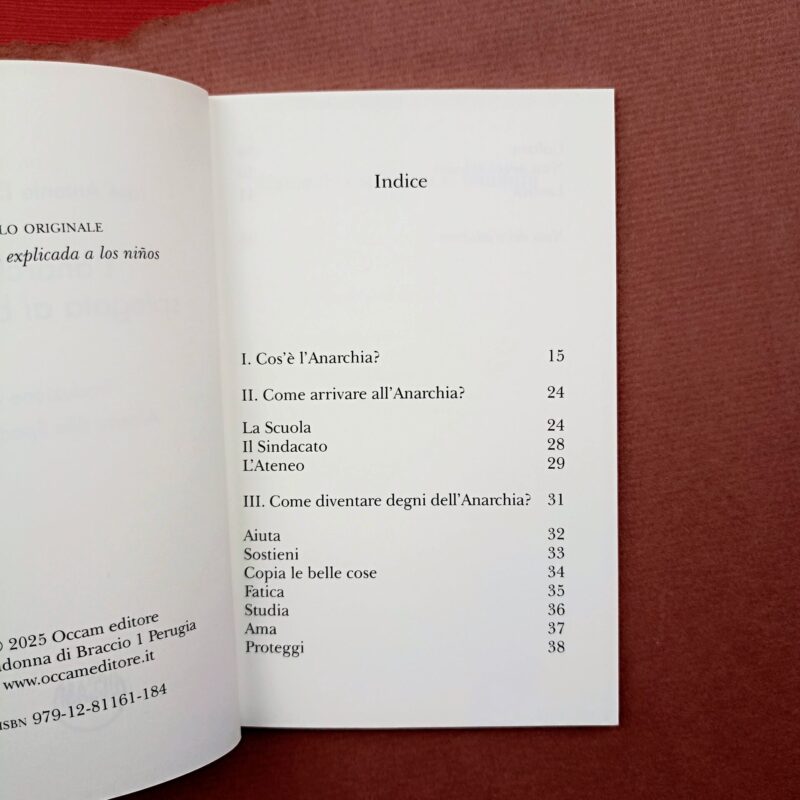 LO ORIGINALE
explicada a los niños
© 2025 Occam editore
donna di Braccio 1 Perugia
www.occameditore.it
ISBN 979-12-81161-184
Indice
I. Cos'è l'Anarchia? 15
II. Come arrivare all'Anarchia? 24
La Scuola 24
Il Sindacato 28
L'Ateneo 29
III. Come diventare degni dell'Anarchia? 31
Aiuta 32
Sostieni 33
Copia le belle cose 34
Fatica 35
Studia 36
Ama 37
Proteggi 38